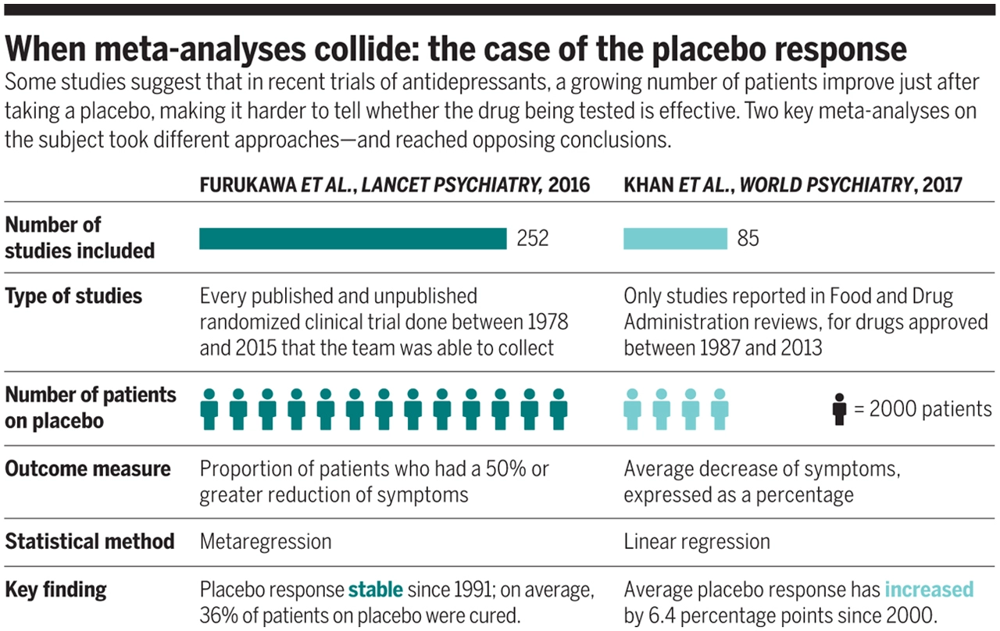 When meta-analyses collide: the case of the placebo response
Some studies suggest that in recent trials of antidepressants, a growing number of patients improve just after
taking a placebo, making it harder to tell whether the drug being tested is effective. Two key meta-analyses on
the subject took different approaches—and reached opposing conclusions.
FURUKAWA ET AL., LANCET PSYCHIATRY, 2016
KHAN ET AL., WORLD PSYCHIATRY, 2017
Number of
studies included
252
85
Type of studies
Every published and unpublished
randomized clinical trial done between 1978
and 2015 that the team was able to collect
Only studies reported in Food and Drug
Administration reviews, for drugs approved
between 1987 and 2013
Number of patients
on placebo
= 2000 patients
Outcome measure
Proportion of patients who had a 50% or
greater reduction of symptoms
Average decrease of symptoms,
expressed as a percentage
Statistical method
Metaregression
Linear regression
Key finding
Placebo response stable since 1991; on average,
36% of patients on placebo were cured.
Average placebo response has increased
by 6.4 percentage points since 2000.